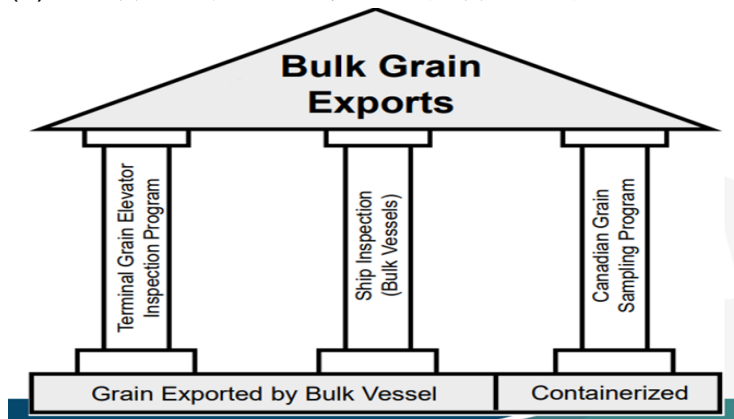 Bulk Grain
Exports
Terminal Grain Elevator
Inspection Program
Ship Inspection
(Bulk Vessels)
Canadian Grain
Sampling Program
Grain Exported by Bulk Vessel
Containerized